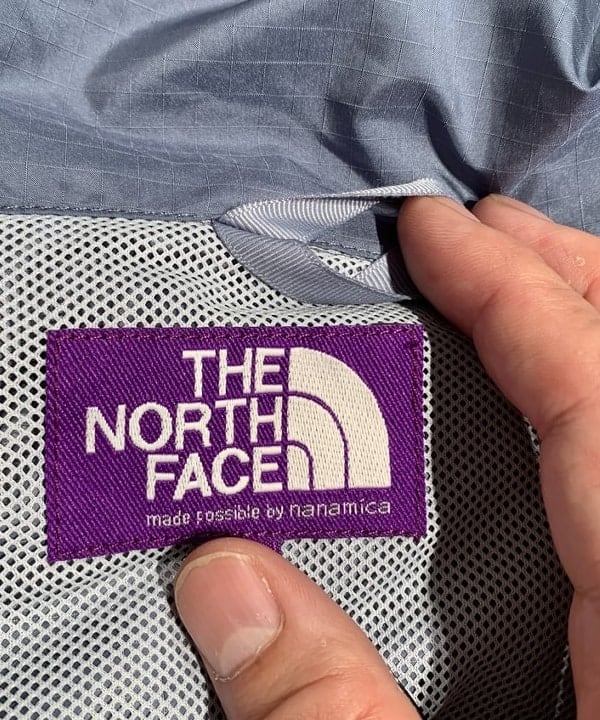 THE
NORTH
FACE
made possible by nanamica